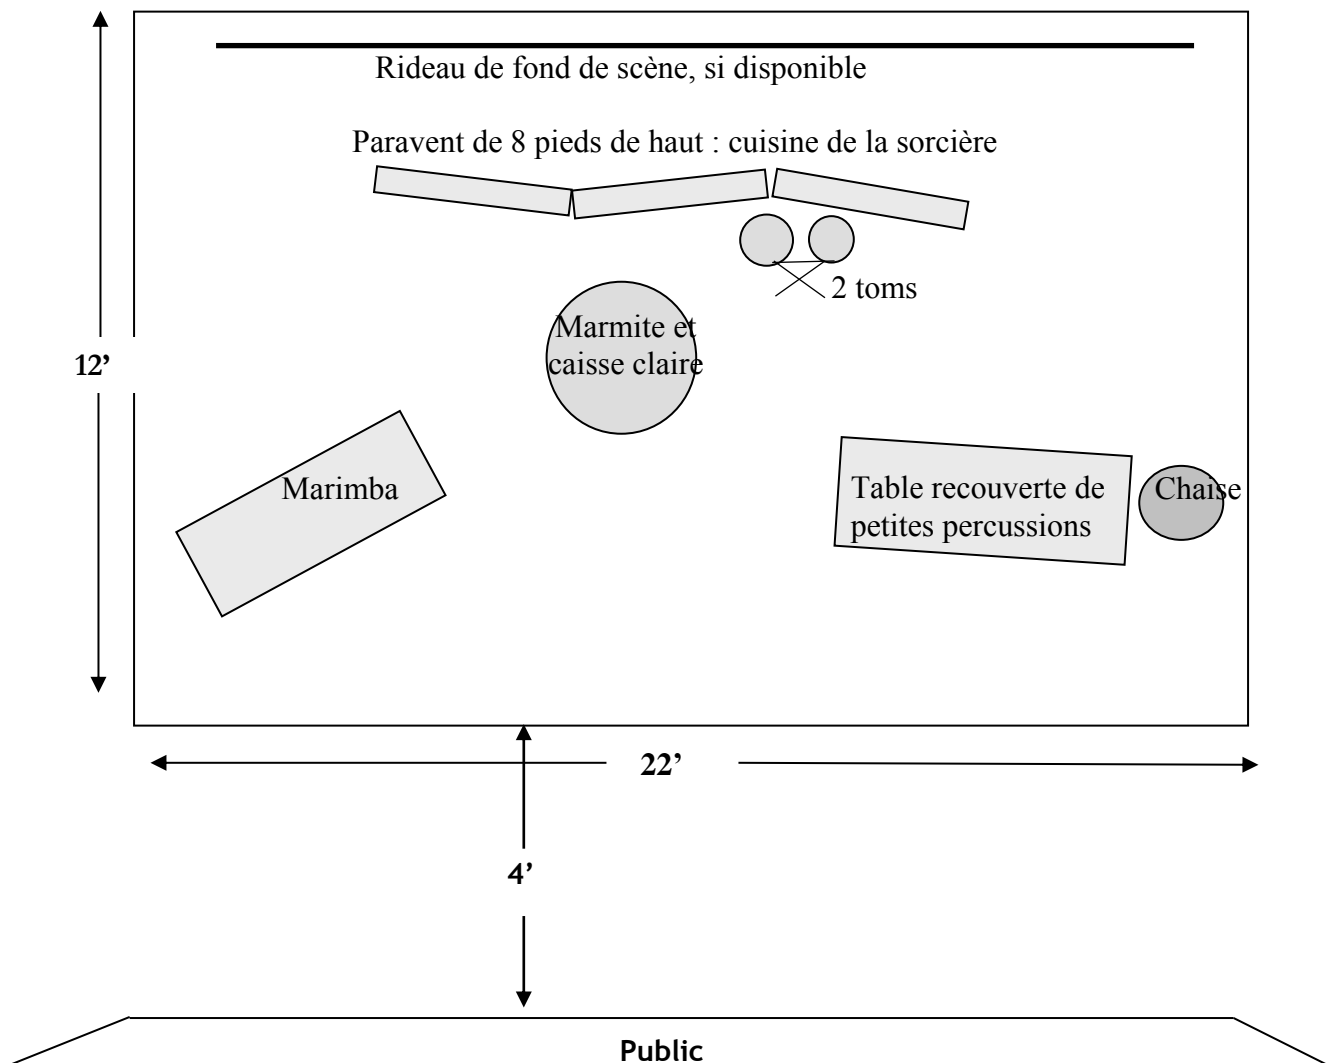 Rideau de fond de scène, si disponible
Paravent de 8 pieds de haut : cuisine de la sorcière
2 toms
Marmite et
caisse claire
12’
Marimba
Table recouverte de
petites percussions
Chaise
22’
4’
Public